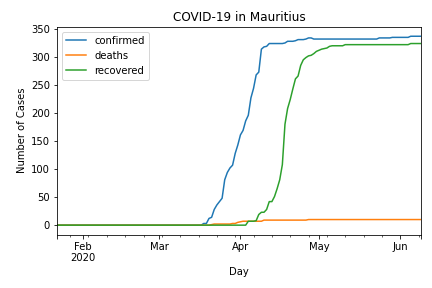 COVID-19 in Mauritius
350
300
250
200
150
100
50
0
Number of Cases
confirmed
deaths
recovered
Feb
2020
Mar
Apr
May
Jun
Day